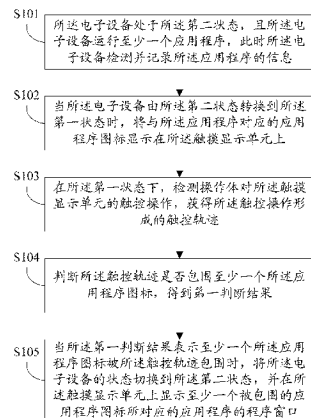 S101
所述电子设备处于所述第二状态，且所述电
子设备运行至少一个应用程序，此时所述电
子设备检测并记录所述应用程序的信息
S102
当所述电子设备由所述第二状态转换到所述
第一状态时，将与所述应用程序对应的应用
程序图标显示在所述触摸显示单元上
S103
在所述第一状态下，检测操作体对所述触摸
显示单元的触控操作，获得所述触控操作形
成的触控轨迹
S104
判断所述触控轨迹是否包围至少一个所述应
用程序图标，得到第一判断结果
S105
当所述第一判断结果表示至少一个所述应用
程序图标被所述触控轨迹包围时，将所述电
子设备的状态切换到所述第二状态，并在所
述触摸显示单元上显示至少一个被包围的应
用程序图标所对应的应用程序的程序窗口